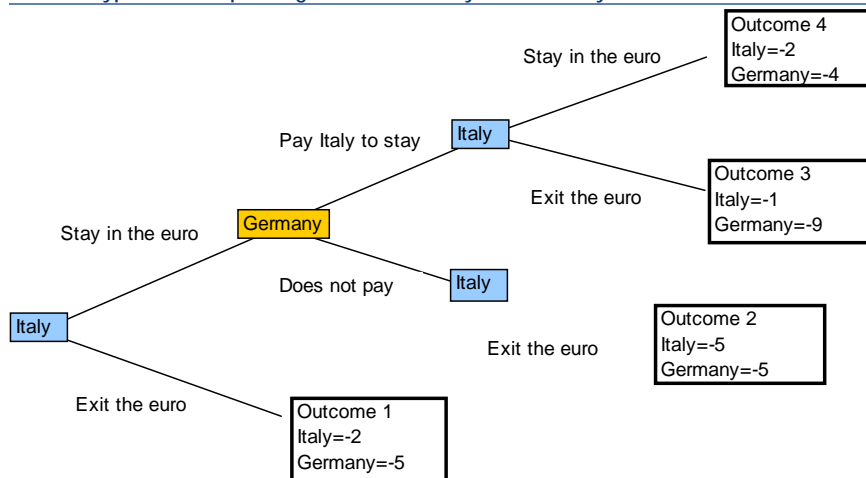 Outcome 4
Italy=-2
Germany=-4
Stay in the euro
Pay Italy to stay
Italy
Outcome 3
Italy=-1
Germany=-9
Exit the euro
Stay in the euro
Germany
Does not pay
Italy
Italy
Exit the euro
Outcome 2
Italy=-5
Germany=-5
Exit the euro
Outcome 1
Italy=-2
Germany=-5